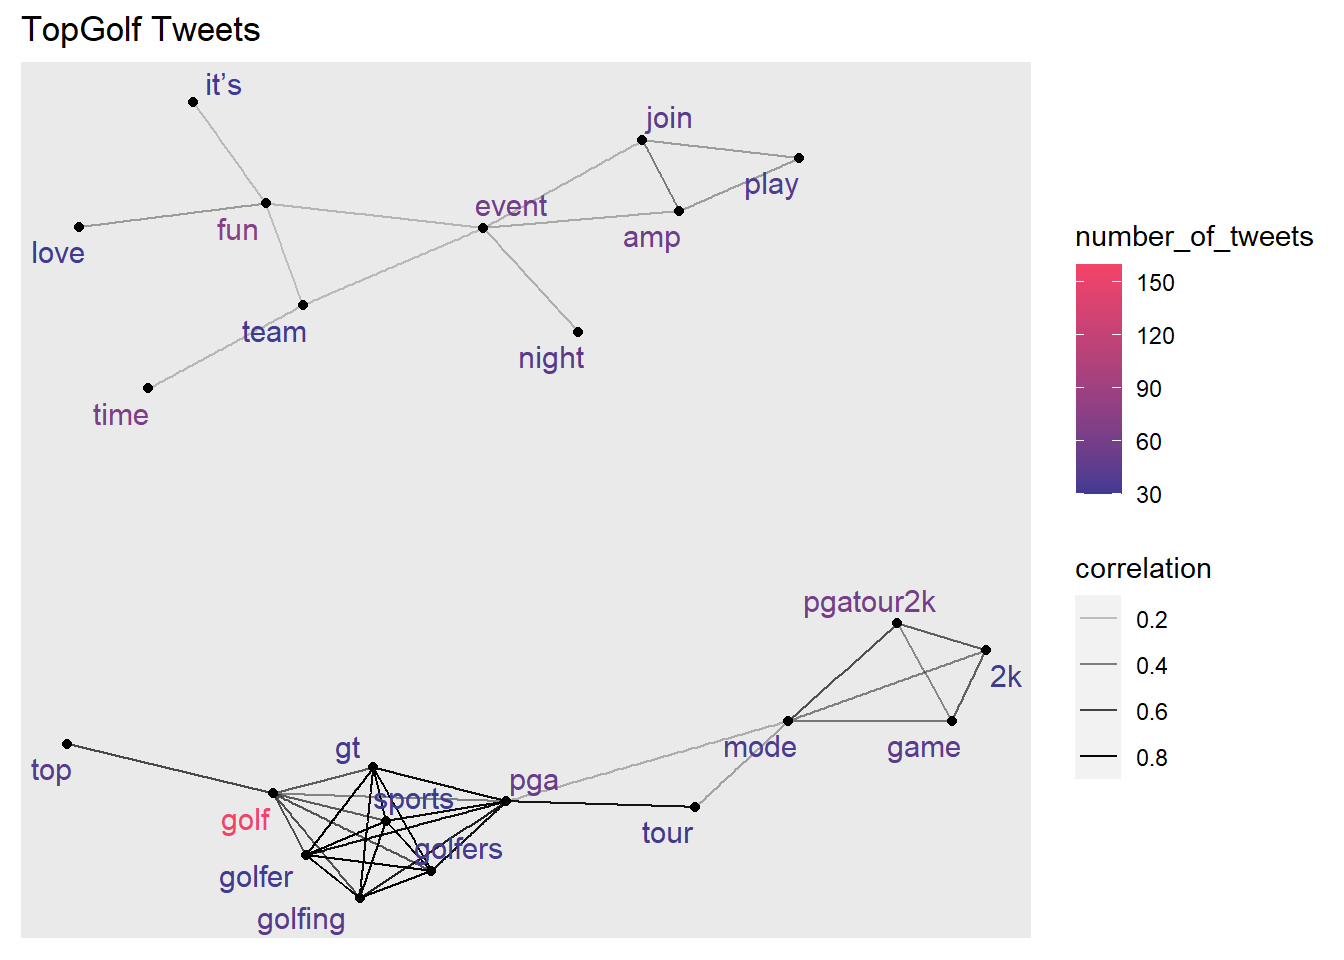 TopGolf Tweets
it’s
join
play
event
fun
amp
love
team
night
time
number_of_tweets
150
120
90
60
30
correlation
0.2
0.4
0.6
0.8
pgatour2k
2k
mode
game
gt
top
pga
sports
golf
tour
golfers
golfer
golfing